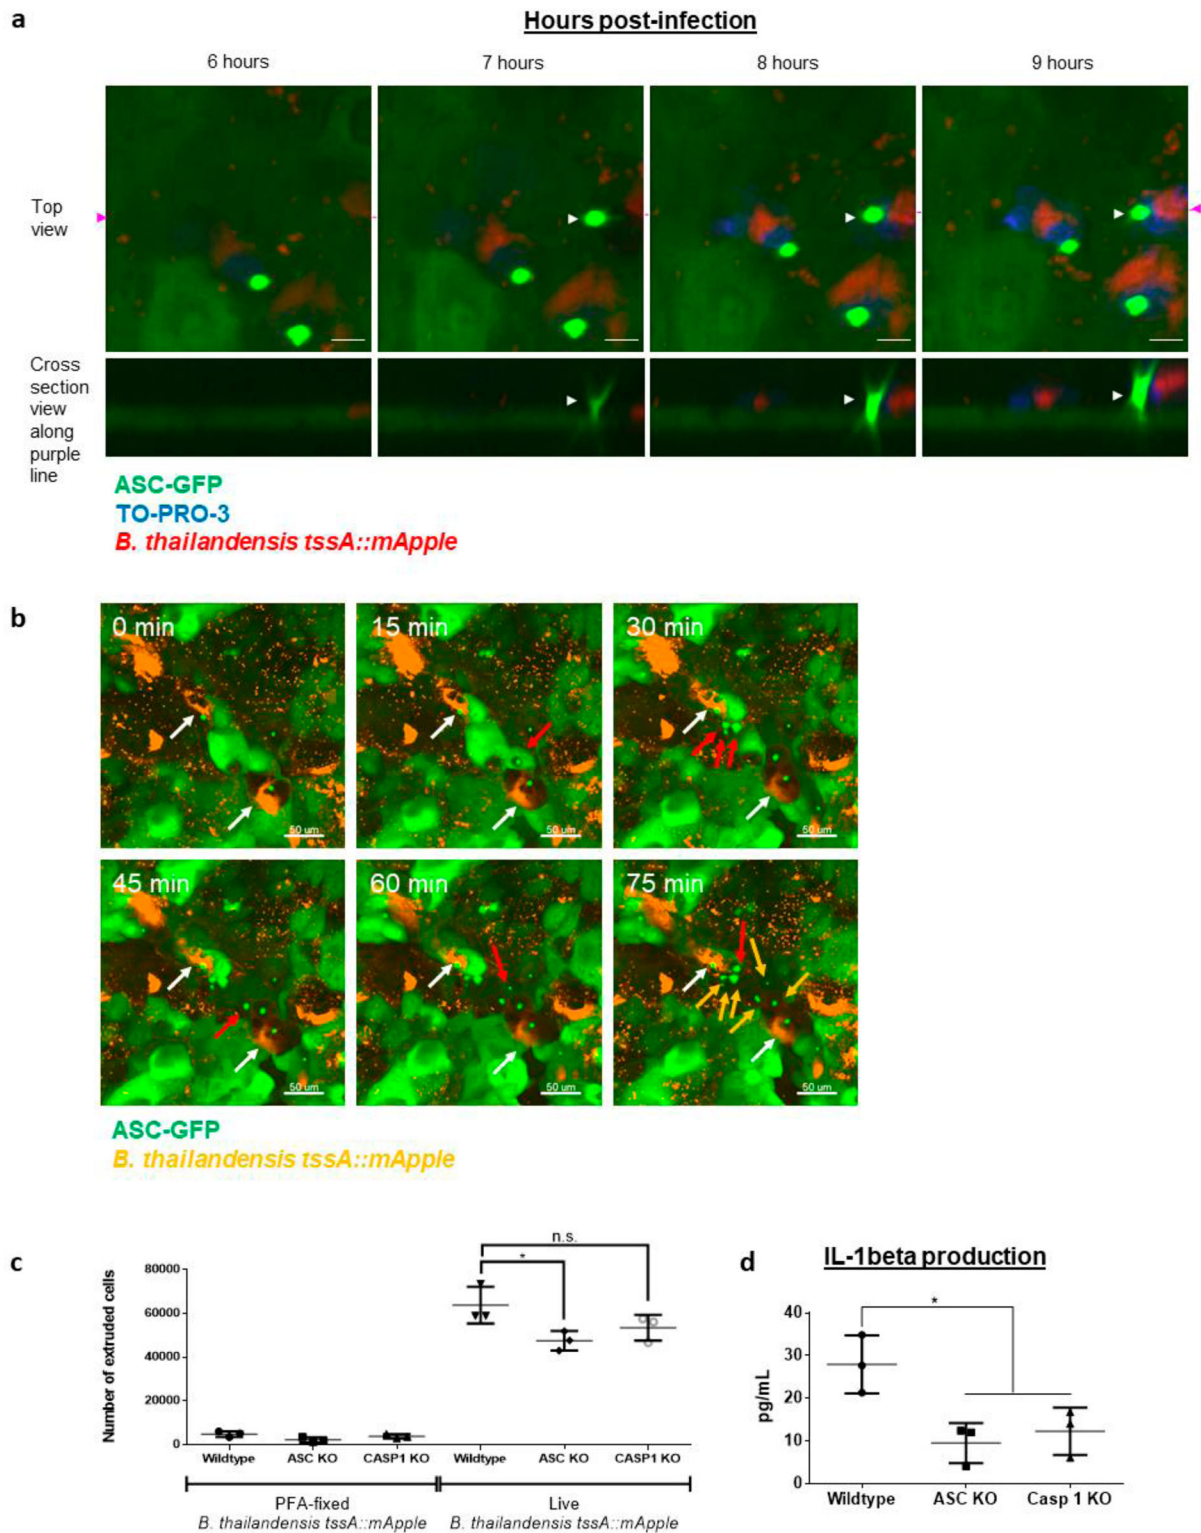 a
Hours post-infection
6 hours
7 hours
8 hours
9 hours
Top
view
Cross
section
view
along
purple
line
ASC-GFP
TO-PRO-3
B. thailandensis tssA::mApple
b
0 min
15 min
30 min
50 um
50 um
50 um
45 min
60 min
75 min
50 um
50 um
50 um
ASC-GFP
B. thailandensis tssA::mApple
c
Number of extruded cells
80000
60000
40000
20000
0
n.s.
*
Wildtype
ASC KO
CASP1 KO
Wildtype
ASC KO
CASP1 KO
PFA-fixed
B. thailandensis tssA::mApple
Live
B. thailandensis tssA::mApple
d
IL-1beta production
pg/mL
40
30
20
10
0
*
Wildtype
ASC KO
Casp 1 KO